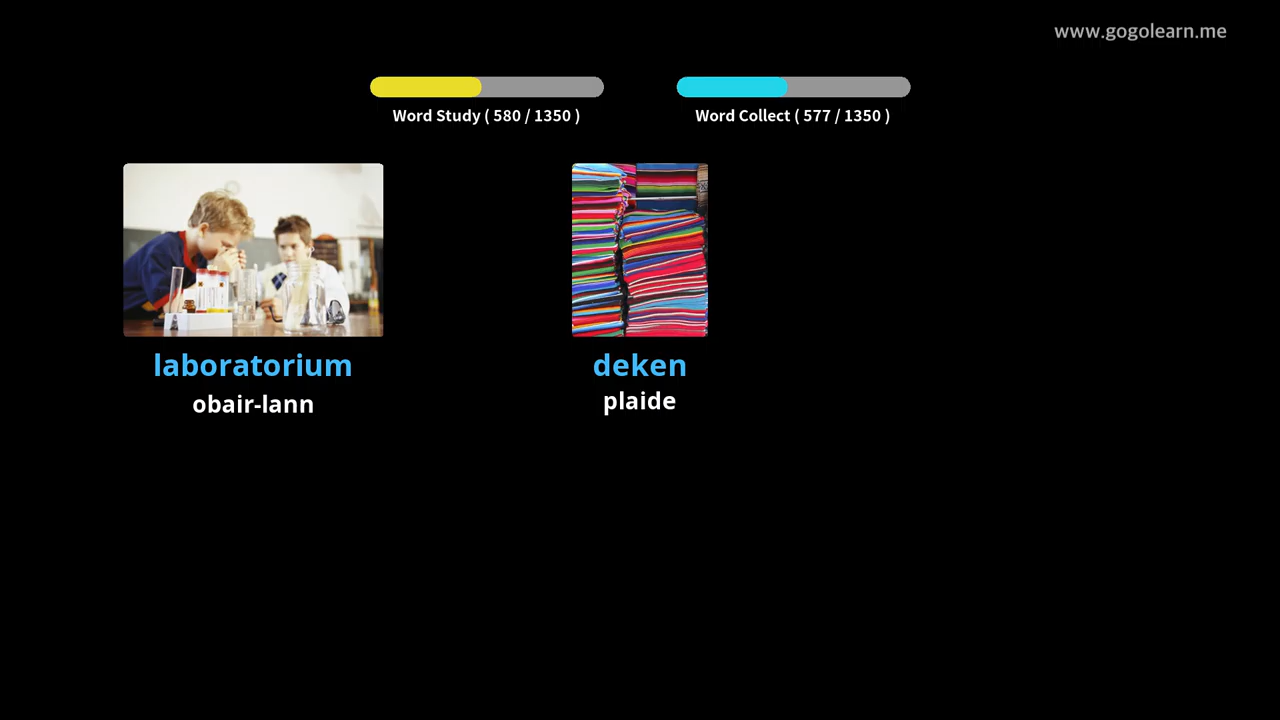 www.gogolearn.me
Word Study ( 580 / 1350 )
Word Collect ( 577 / 1350 )
laboratorium
obair-lann
deken
plaide